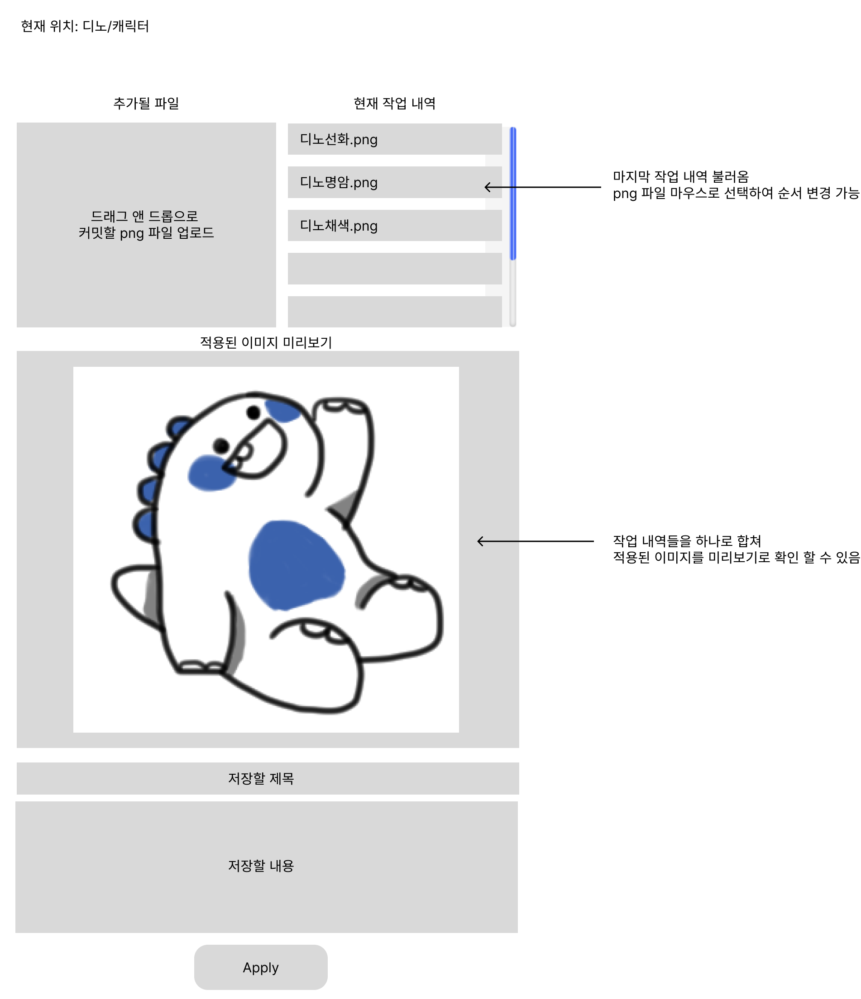 현재 위치: 디노/캐릭터
추가될 파일
현재 작업 내역
드래그 앤 드롭으로
커밋할 png 파일 업로드
디노선화.png
디노명암.png
디노채색.png
마지막 작업 내역 불러옴
png 파일 마우스로 선택하여 순서 변경 가능
적용된 이미지 미리보기
작업 내역들을 하나로 합쳐
적용된 이미지를 미리보기로 확인 할 수 있음
저장할 제목
저장할 내용
Apply